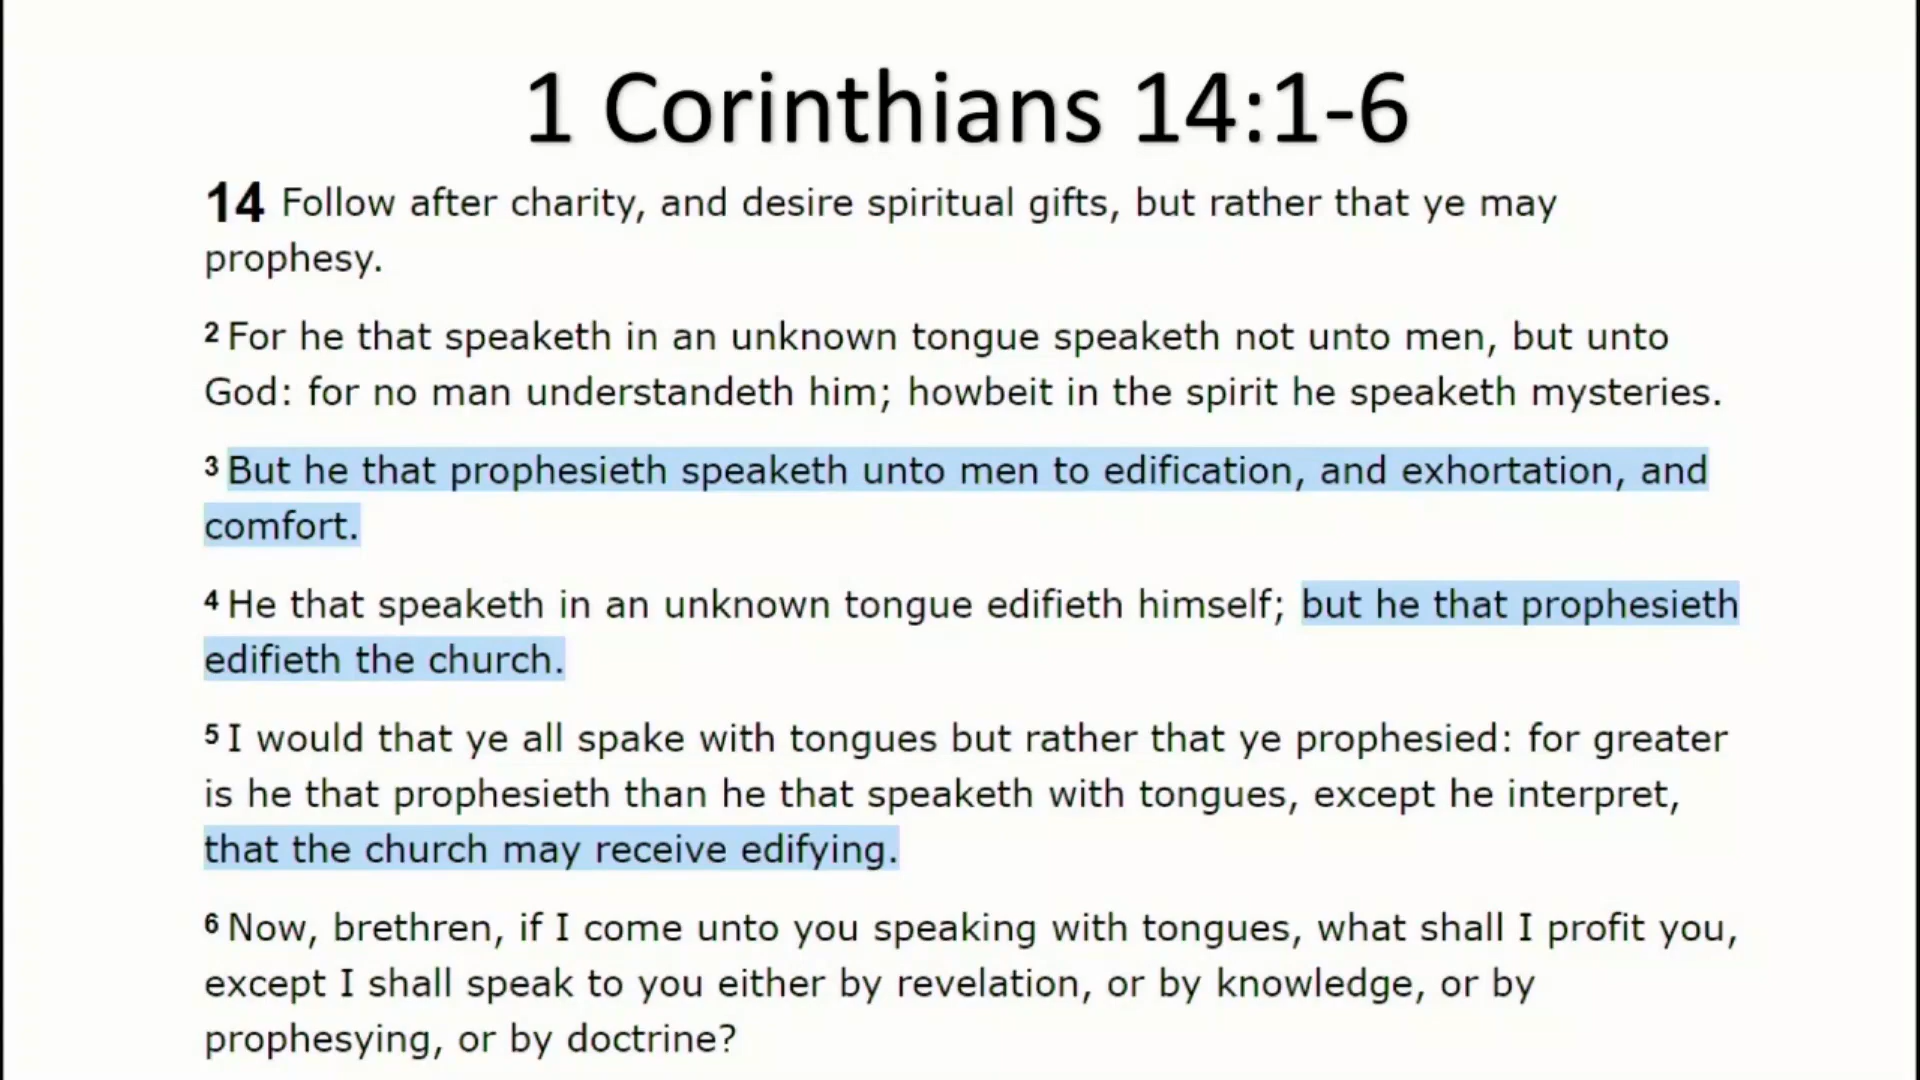 1 Corinthians 14:1-6
14 Follow after charity, and desire spiritual gifts, but rather that ye may
prophesy.
2 For he that speaketh in an unknown tongue speaketh not unto men, but unto
God: for no man understandeth him; howbeit in the spirit he speaketh mysteries.
3 But he that prophesieth speaketh unto men to edification, and exhortation, and
comfort.
4 He that speaketh in an unknown tongue edifieth himself; but he that prophesieth
edifieth the church.
5 I would that ye all spake with tongues but rather that ye prophesied: for greater
is he that prophesieth than he that speaketh with tongues, except he interpret,
that the church may receive edifying.
6 Now, brethren, if I come unto you speaking with tongues, what shall I profit you,
except I shall speak to you either by revelation, or by knowledge, or by
prophesying, or by doctrine?